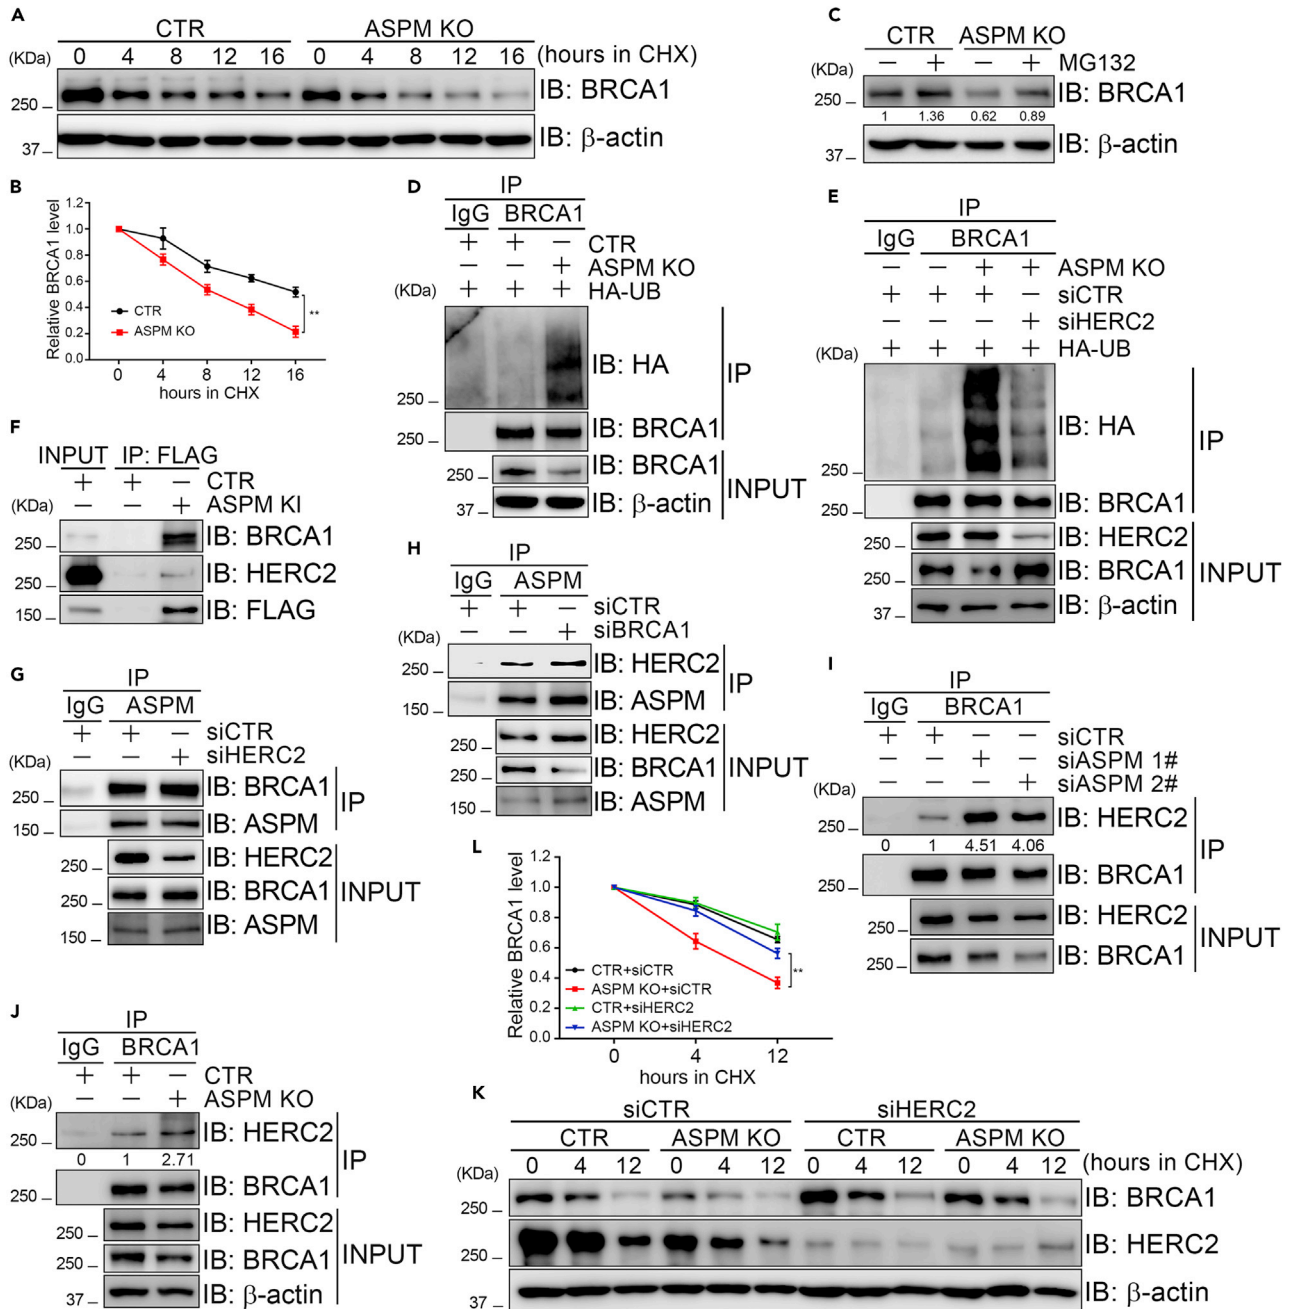 A
CTR ASPM KO
(KDa) 0 4 8 12 16 0 4 8 12 16 (hours in CHX)
250 IB: BRCA1
37 IB: β-actin
B
Relative BRCA1 level
1.2
1.0
0.8
0.6
0.4
0.2
0.0
CTR
ASPM KO
**
0 4 8 12 16
hours in CHX
C
CTR ASPM KO
− + − + MG132
(KDa)
250 IB: BRCA1
1 1.36 0.62 0.89
37 IB: β-actin
D
IP
IgG BRCA1
+ + − CTR
− − + ASPM KO
(KDa) + + + HA-UB
IB: HA
250
250 IB: BRCA1
IP
250 IB: BRCA1
37 IB: β-actin
INPUT
E
IP
IgG BRCA1
− − + + ASPM KO
+ + + − siCTR
− − − + siHERC2
(KDa) + + + + HA-UB
IB: HA
250
250 IB: BRCA1
IP
250 IB: HERC2
250 IB: BRCA1
37 IB: β-actin
INPUT
F
INPUT IP: FLAG
+ + − CTR
(KDa) − − + ASPM KI
250 IB: BRCA1
250 IB: HERC2
150 IB: FLAG
G
IP
IgG ASPM
+ + − siCTR
− − + siHERC2
(KDa)
250 IB: BRCA1
150 IB: ASPM
IP
250 IB: HERC2
250 IB: BRCA1
150 IB: ASPM
INPUT
H
IP
IgG ASPM
+ + − siCTR
− − + siBRCA1
(KDa)
250 IB: HERC2
150 IB: ASPM
IP
250 IB: HERC2
250 IB: BRCA1
150 IB: ASPM
INPUT
I
IP
IgG BRCA1
+ + − − siCTR
− − + − siASPM 1#
− − − + siASPM 2#
(KDa)
250 IB: HERC2
0 1 4.51 4.06
250 IB: BRCA1
IP
250 IB: HERC2
250 IB: BRCA1
INPUT
J
IP
IgG BRCA1
+ + − CTR
− − + ASPM KO
(KDa)
250 IB: HERC2
0 1 2.71
250 IB: BRCA1
IP
250 IB: HERC2
250 IB: BRCA1
37 IB: β-actin
INPUT
L
Relative BRCA1 level
1.2
1.0
0.8
0.6
0.4
0.2
0.0
CTR+siCTR
ASPM KO+siCTR
CTR+siHERC2
ASPM KO+siHERC2
**
0 4 12
hours in CHX
K
siCTR siHERC2
CTR ASPM KO CTR ASPM KO
(KDa) 0 4 12 0 4 12 0 4 12 0 4 12 (hours in CHX)
250 IB: BRCA1
250 IB: HERC2
37 IB: β-actin